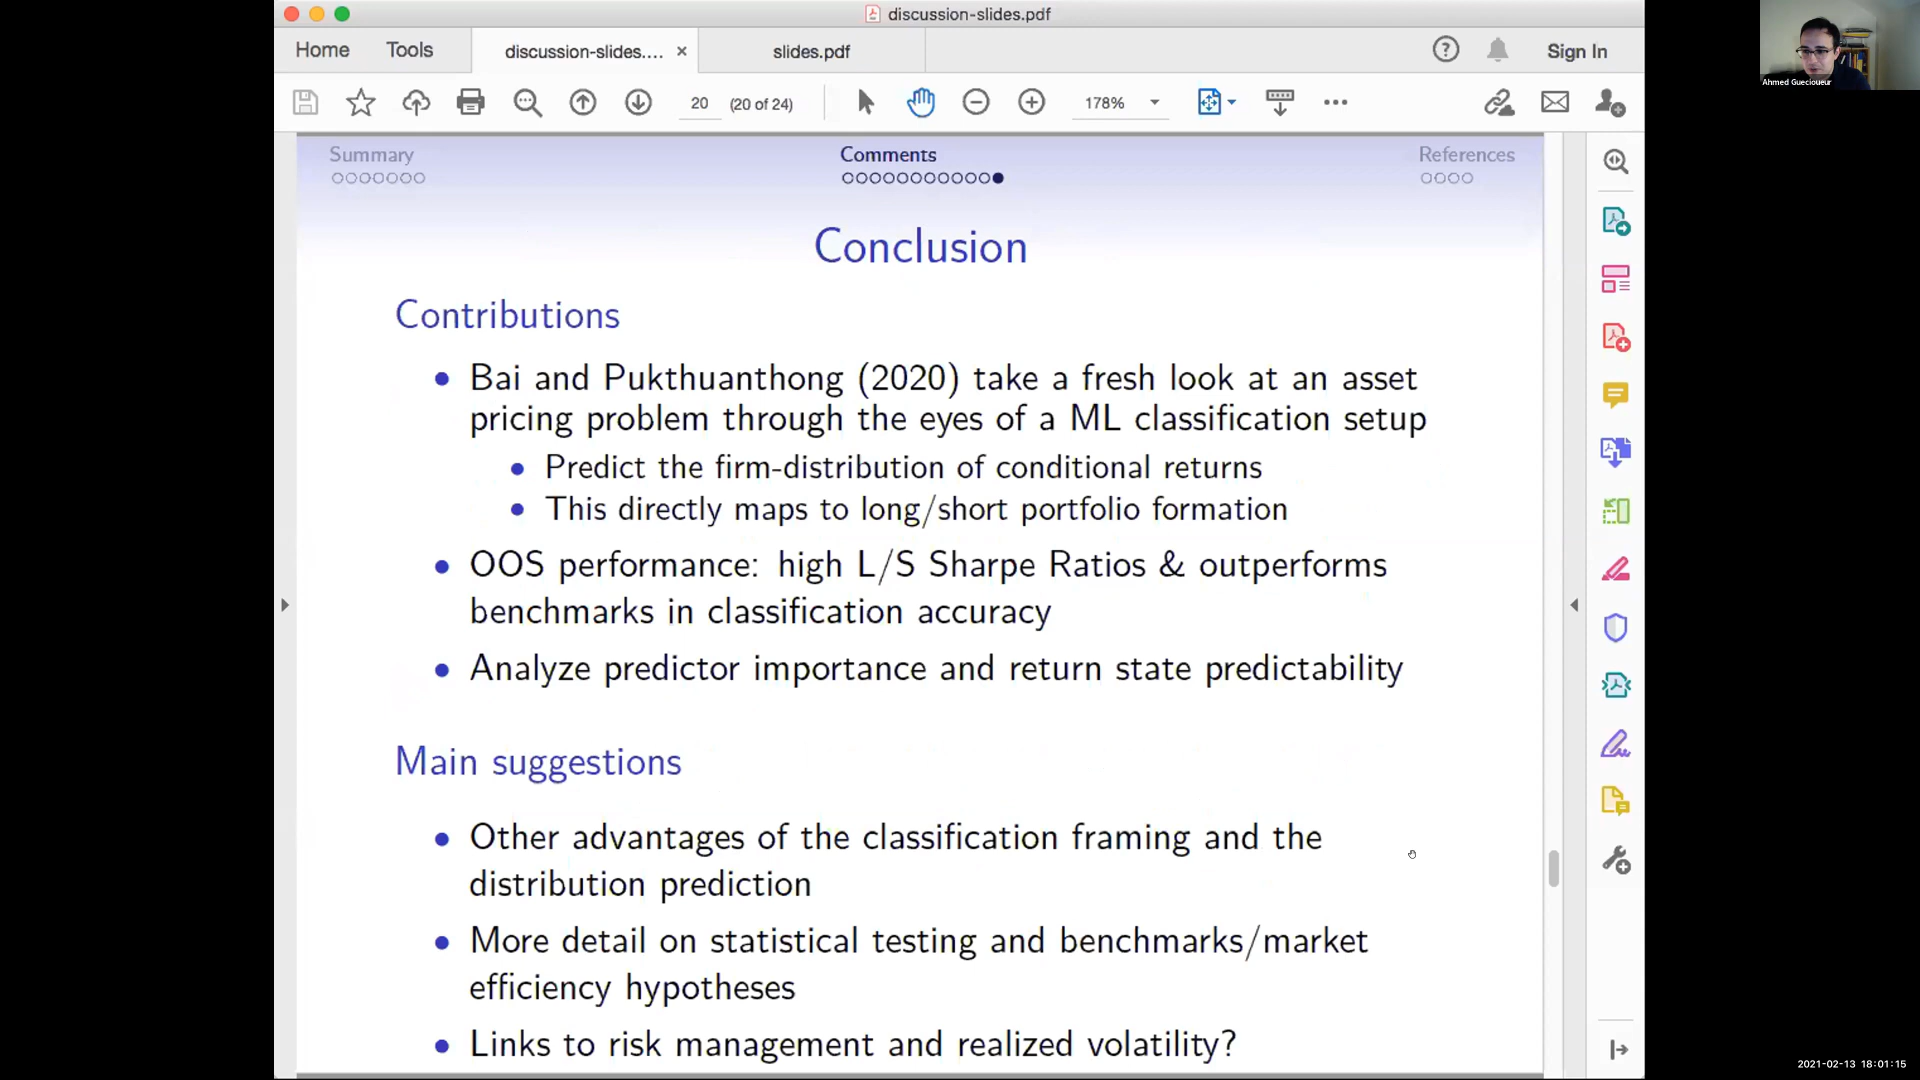 discussion-slides.pdf
Home
Tools
discussion-slides....
slides.pdf
Sign In
20
(20 of 24)
178%
Ahmed Guecioueur
Summary
Comments
References
Conclusion
Contributions
Bai and Pukthuanthong (2020) take a fresh look at an asset
pricing problem through the eyes of a ML classification setup
Predict the firm-distribution of conditional returns
This directly maps to long/short portfolio formation
OOS performance: high L/S Sharpe Ratios & outperforms
benchmarks in classification accuracy
Analyze predictor importance and return state predictability
Main suggestions
Other advantages of the classification framing and the
distribution prediction
More detail on statistical testing and benchmarks/market
efficiency hypotheses
Links to risk management and realized volatility?
2021-02-13 18:01:15